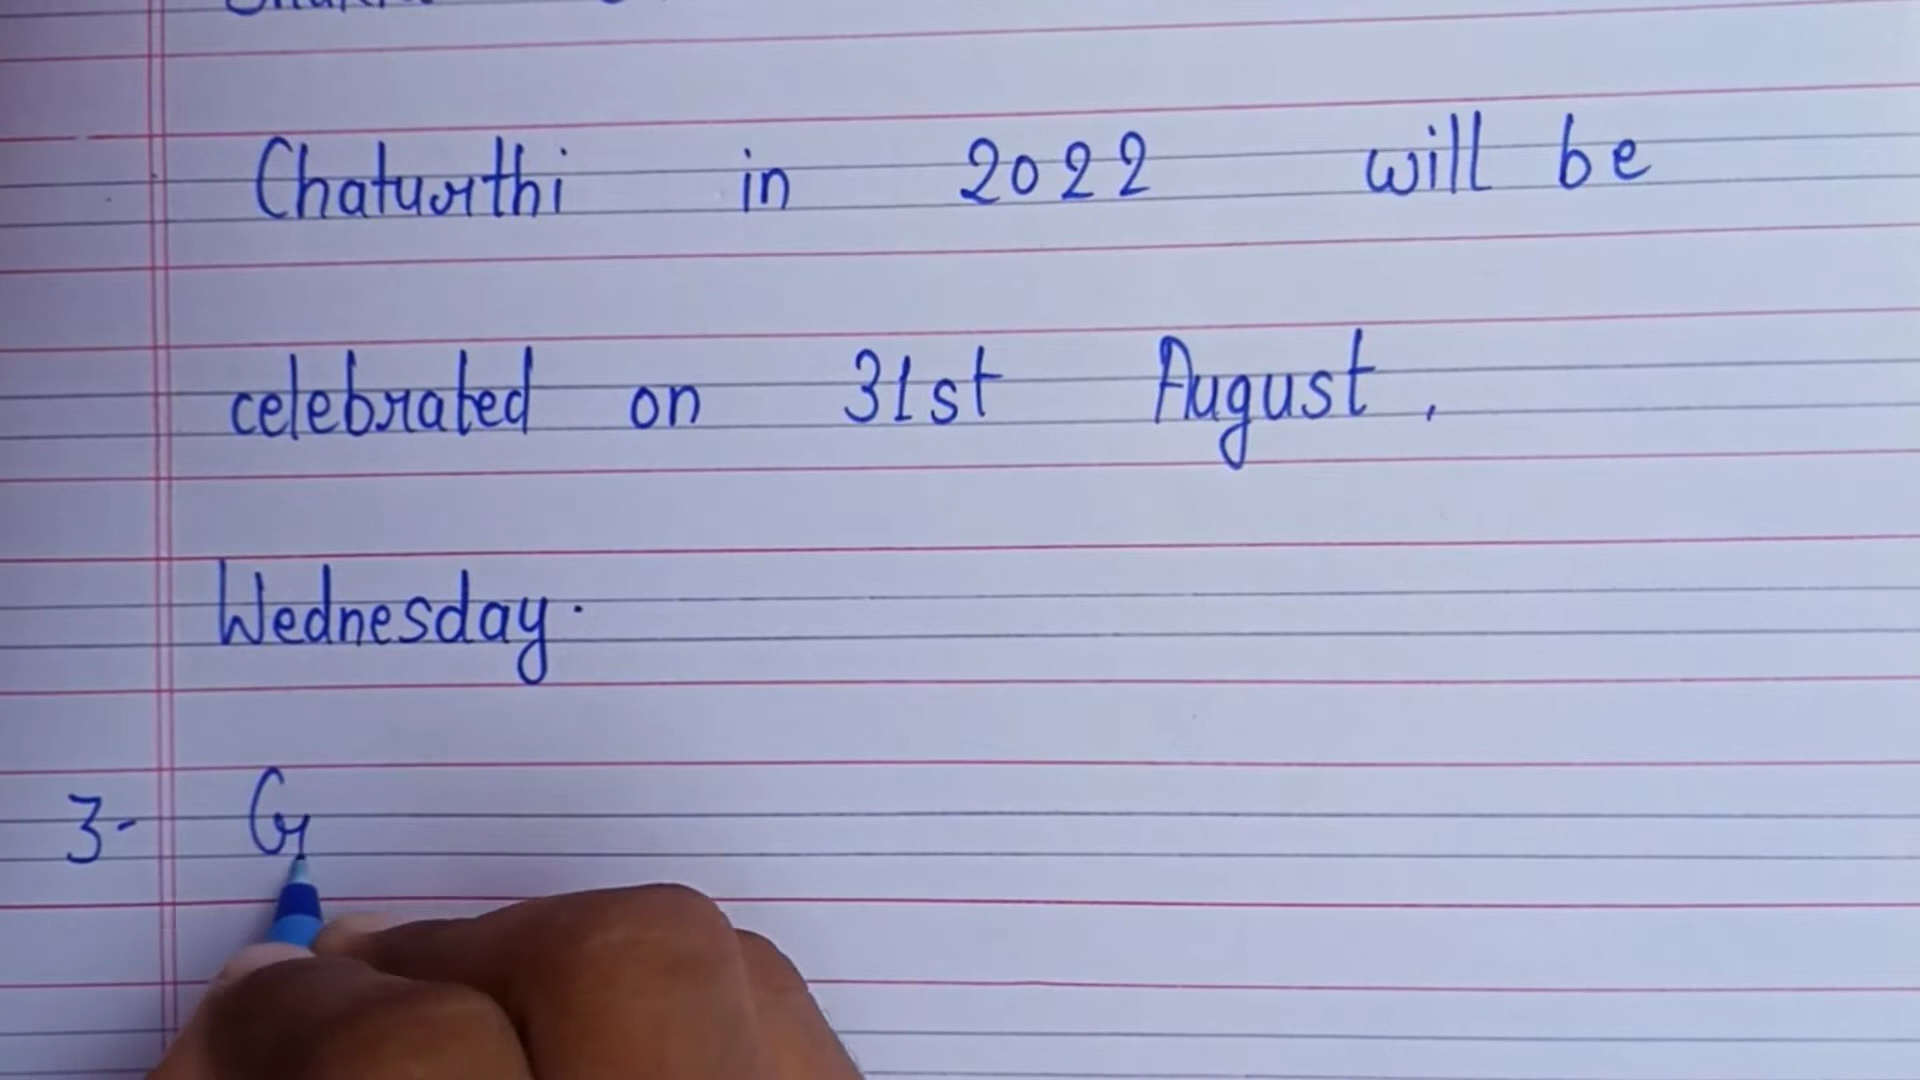 Chaturthi in 2022 will be
celebrated on 31st August,
Wednesday.
3- G